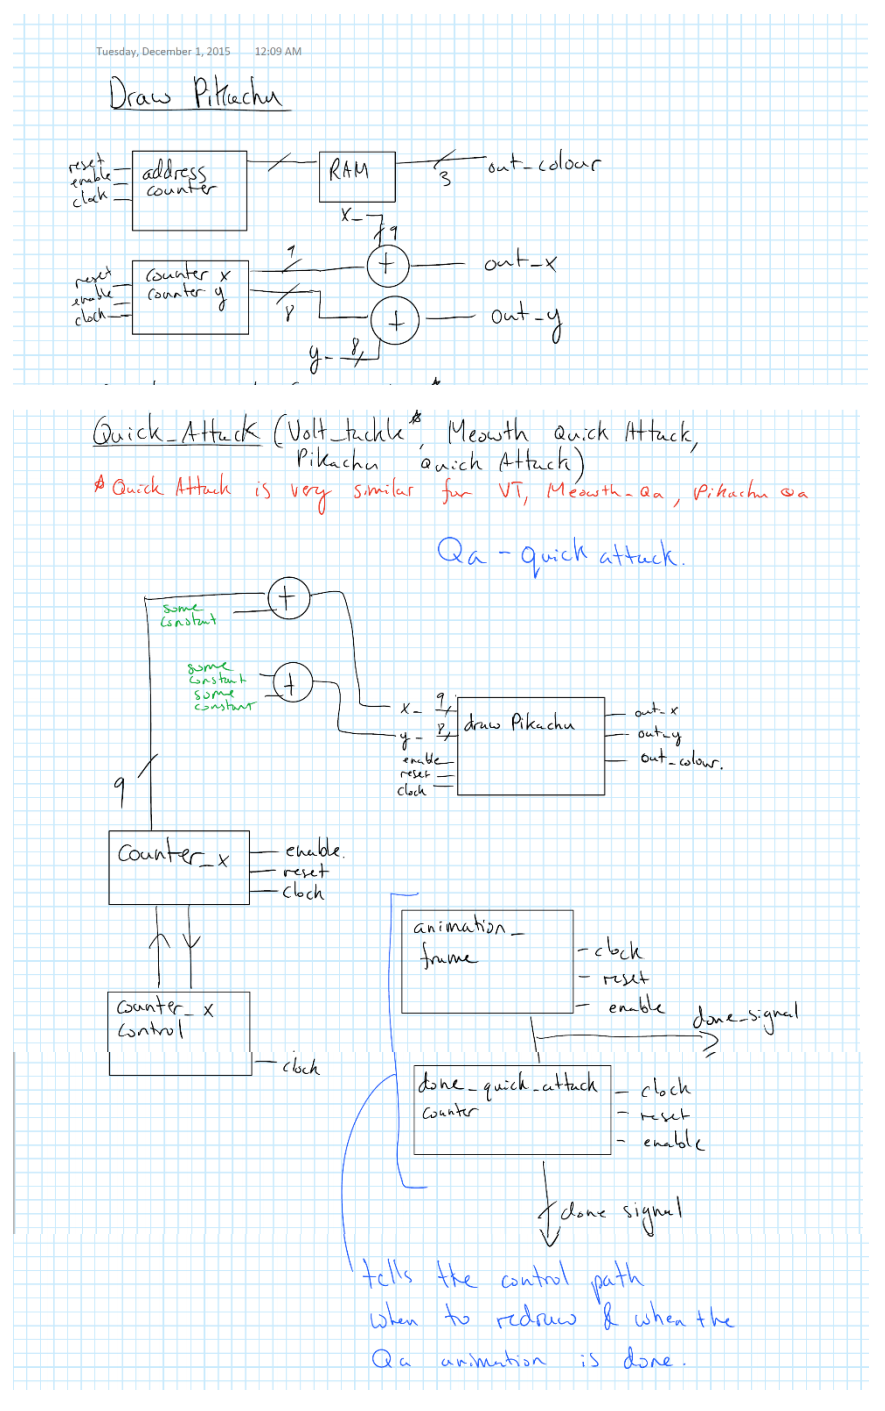 Tuesday, December 1, 2015 12:09 AM
Draw Pikachu
reset
enable
clock
address
counter
RAM
3
out_colour
x_
9
reset
enable
clock
counter x
counter y
9
8
+
out_x
+
out_y
y_ 8
Quick_Attack (Volt_tackle*, Meowth Quick Attack,
Pikachu Quick Attack)
* Quick Attack is very similar for VT, Meowth_Qa, Pikachu Qa
Qa - quick attack.
some
constant
+
some
constant
some
constant
+
x_ 9
y_ 8
enable
reset
clock
draw Pikachu
out_x
out_y
out_colour.
9
counter_x
enable.
reset
clock
counter_x
control
clock
animation_
frame
clock
reset
enable
done_signal
done_quick_attack
counter
clock
reset
enable
done signal
tells the control path
when to redraw & when the
Qa animation is done.